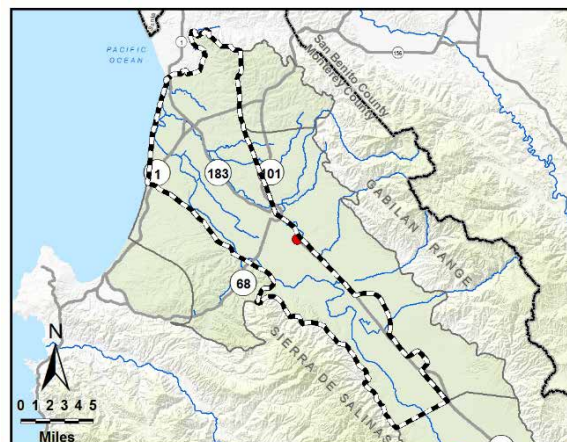 PACIFIC
OCEAN
1
156
San Benito County
Monterey County
1
183
101
GABILAN RANGE
68
SIERRA DE SALINAS
N
0 1 2 3 4 5
Miles